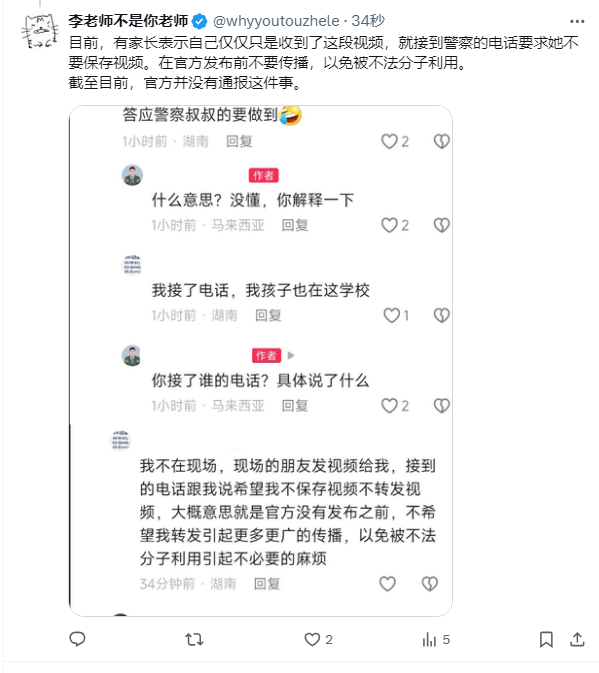 李老师不是你老师 @whyyoutouzhele · 34秒
目前，有家长表示自己仅仅只是收到了这段视频，就接到警察的电话要求她不
要保存视频。在官方发布前不要传播，以免被不法分子利用。
截至目前，官方并没有通报这件事。
答应警察叔叔的要做到🤣
1小时前 · 湖南 回复 2
作者
什么意思？没懂，你解释一下
1小时前 · 马来西亚 回复 2
我接了电话，我孩子也在这学校
1小时前 · 湖南 回复 1
作者
你接了谁的电话？具体说了什么
1小时前 · 马来西亚 回复 2
我不在现场，现场的朋友发视频给我，接到
的电话跟我说希望我不保存视频不转发视
频，大概意思就是官方没有发布之前，不希
望我转发引起更多更广的传播，以免被不法
分子利用引起不必要的麻烦
34分钟前 · 湖南 回复
2 5